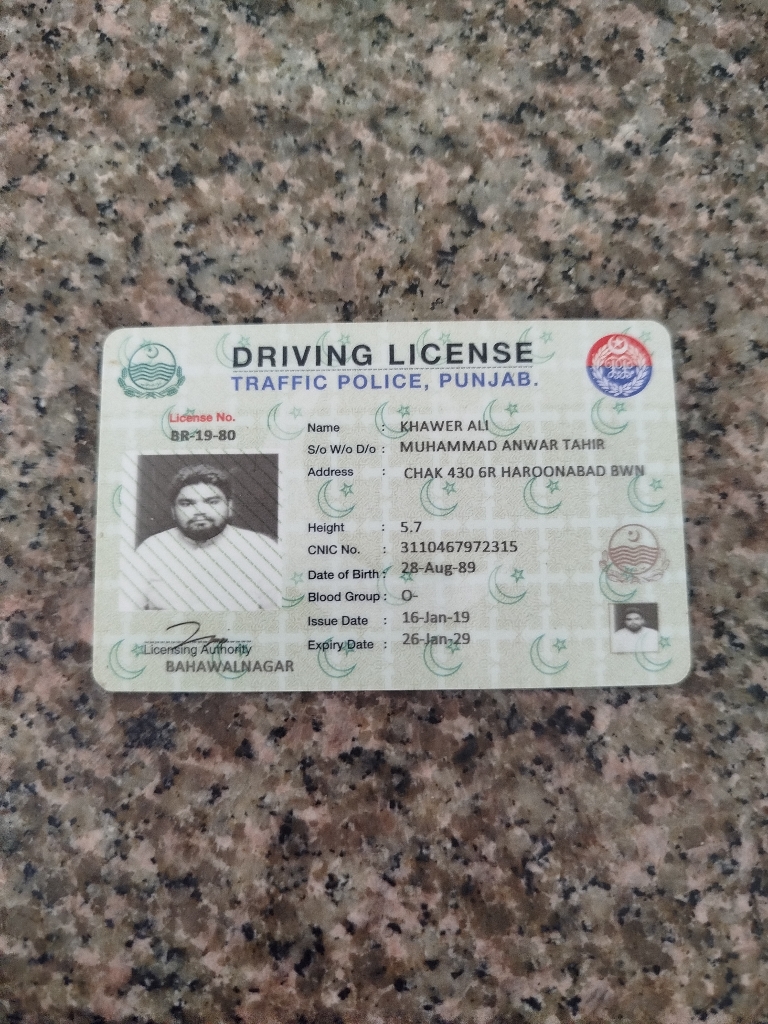 DRIVING LICENSE
TRAFFIC POLICE, PUNJAB.
License No.
BR-19-80
Name : KHAWER ALI
S/o W/o D/o : MUHAMMAD ANWAR TAHIR
Address : CHAK 430 6R HAROONABAD BWN
Height : 5.7
CNIC No. : 3110467972315
Date of Birth : 28-Aug-89
Blood Group : O-
Issue Date : 16-Jan-19
Expiry Date : 26-Jan-29
Licensing Authority
BAHAWALNAGAR